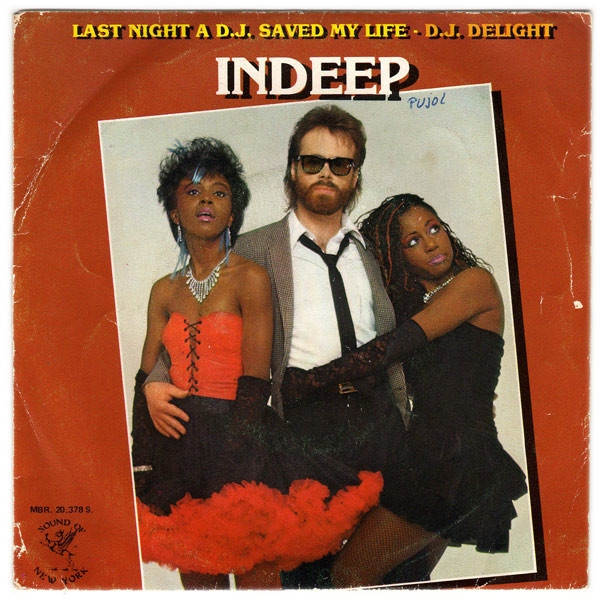 LAST NIGHT A D.J. SAVED MY LIFE - D.J. DELIGHT
INDEEP
PUJOL
MBR. 20.378 S.
SOUND OF
NEW YORK